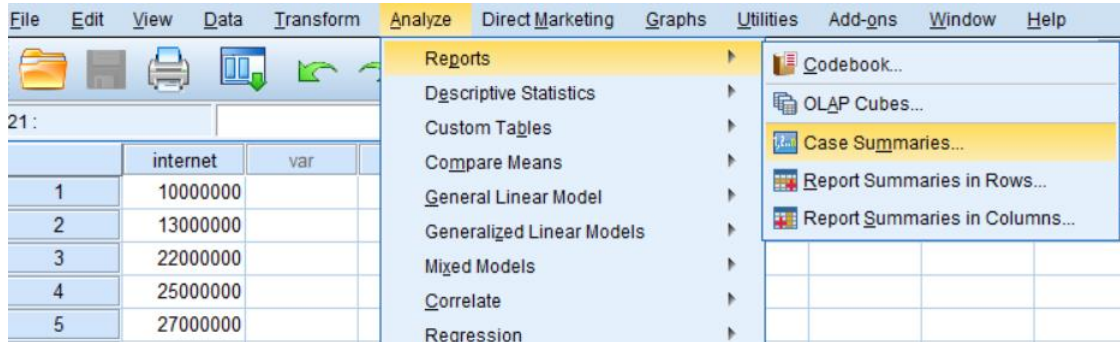 File Edit View Data Transform Analyze Direct Marketing Graphs Utilities Add-ons Window Help
Reports
Descriptive Statistics
Custom Tables
Compare Means
General Linear Model
Generalized Linear Models
Mixed Models
Correlate
Regression
Codebook...
OLAP Cubes...
Case Summaries...
Report Summaries in Rows...
Report Summaries in Columns...
21 :
internet var
1 10000000
2 13000000
3 22000000
4 25000000
5 27000000